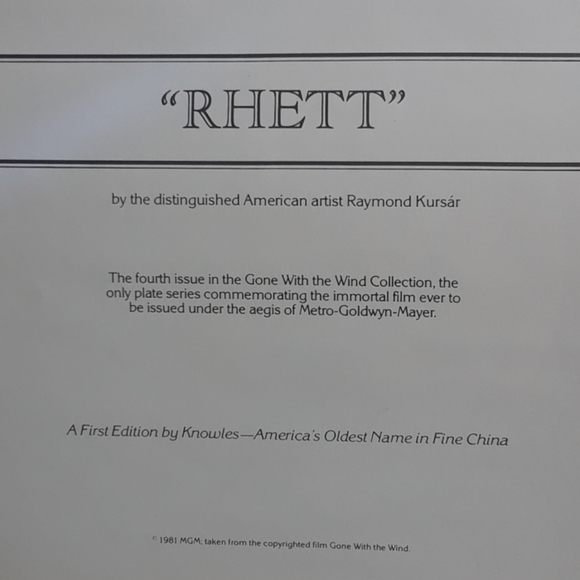 “RHETT”
by the distinguished American artist Raymond Kursár
The fourth issue in the Gone With the Wind Collection, the
only plate series commemorating the immortal film ever to
be issued under the aegis of Metro-Goldwyn-Mayer.
A First Edition by Knowles—America's Oldest Name in Fine China
© 1981 MGM; taken from the copyrighted film Gone With the Wind.